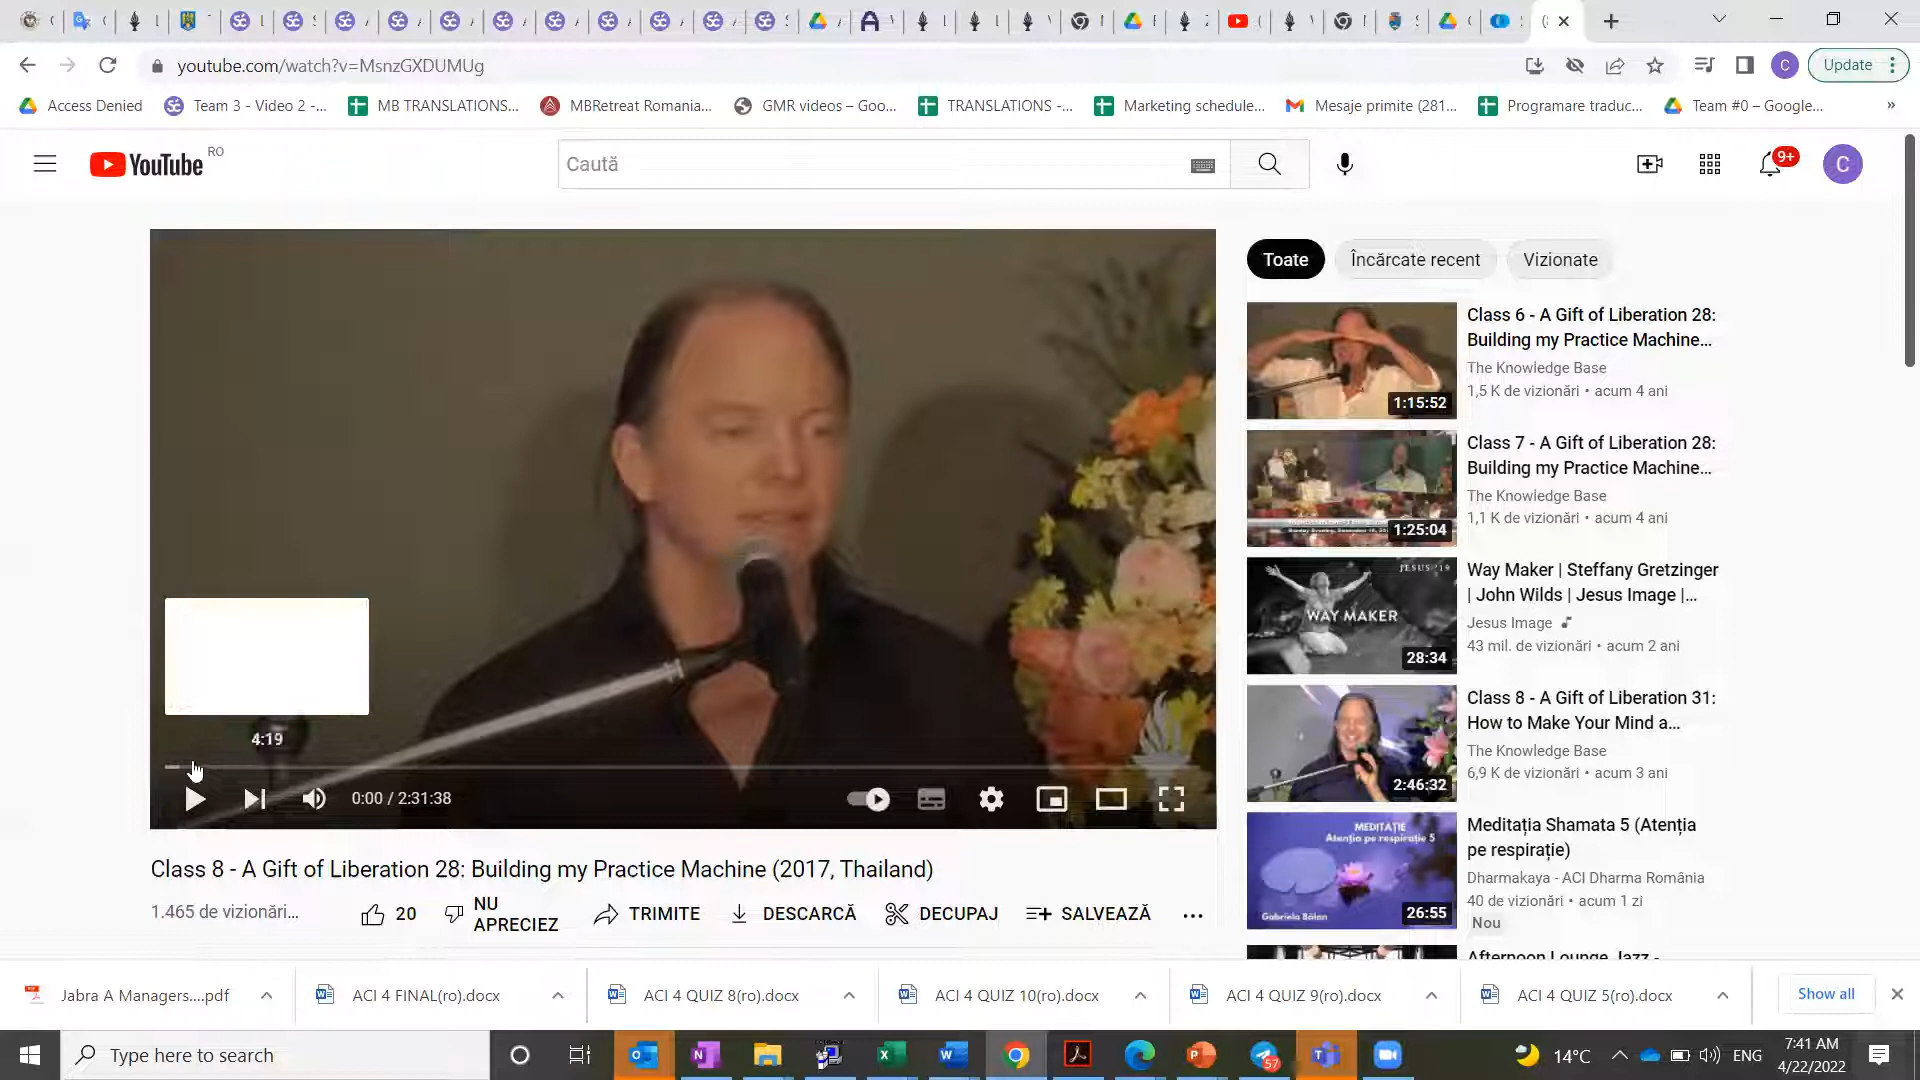 youtube.com/watch?v=MsnzGXDUMUg
Update
Access Denied
Team 3 - Video 2 -...
MB TRANSLATIONS...
MBRetreat Romania...
GMR videos – Goo...
TRANSLATIONS -...
Marketing schedule...
Mesaje primite (281...
Programare traduc...
Team #0 – Google...
»
YouTube RO
Caută
9+
C
Toate
Încărcate recent
Vizionate
Class 6 - A Gift of Liberation 28:
Building my Practice Machine...
The Knowledge Base
1,5 K de vizionări • acum 4 ani
1:15:52
Class 7 - A Gift of Liberation 28:
Building my Practice Machine...
The Knowledge Base
1,1 K de vizionări • acum 4 ani
1:25:04
JESUS '19
WAY MAKER
Way Maker | Steffany Gretzinger
| John Wilds | Jesus Image |...
Jesus Image
43 mil. de vizionări • acum 2 ani
28:34
Class 8 - A Gift of Liberation 31:
How to Make Your Mind a...
The Knowledge Base
6,9 K de vizionări • acum 3 ani
2:46:32
MEDITAȚIE
Atenția pe respirație 5
Gabriela Bălan
26:55
Meditația Shamata 5 (Atenția
pe respirație)
Dharmakaya - ACI Dharma România
40 de vizionări • acum 1 zi
Nou
Afternoon Lounge Jazz -
4:19
0:00 / 2:31:38
Class 8 - A Gift of Liberation 28: Building my Practice Machine (2017, Thailand)
1.465 de vizionări...
20
NU
APRECIEZ
TRIMITE
DESCARCĂ
DECUPAJ
SALVEAZĂ
Jabra A Managers....pdf
ACI 4 FINAL(ro).docx
ACI 4 QUIZ 8(ro).docx
ACI 4 QUIZ 10(ro).docx
ACI 4 QUIZ 9(ro).docx
ACI 4 QUIZ 5(ro).docx
Show all
Type here to search
57
14°C
ENG
7:41 AM
4/22/2022